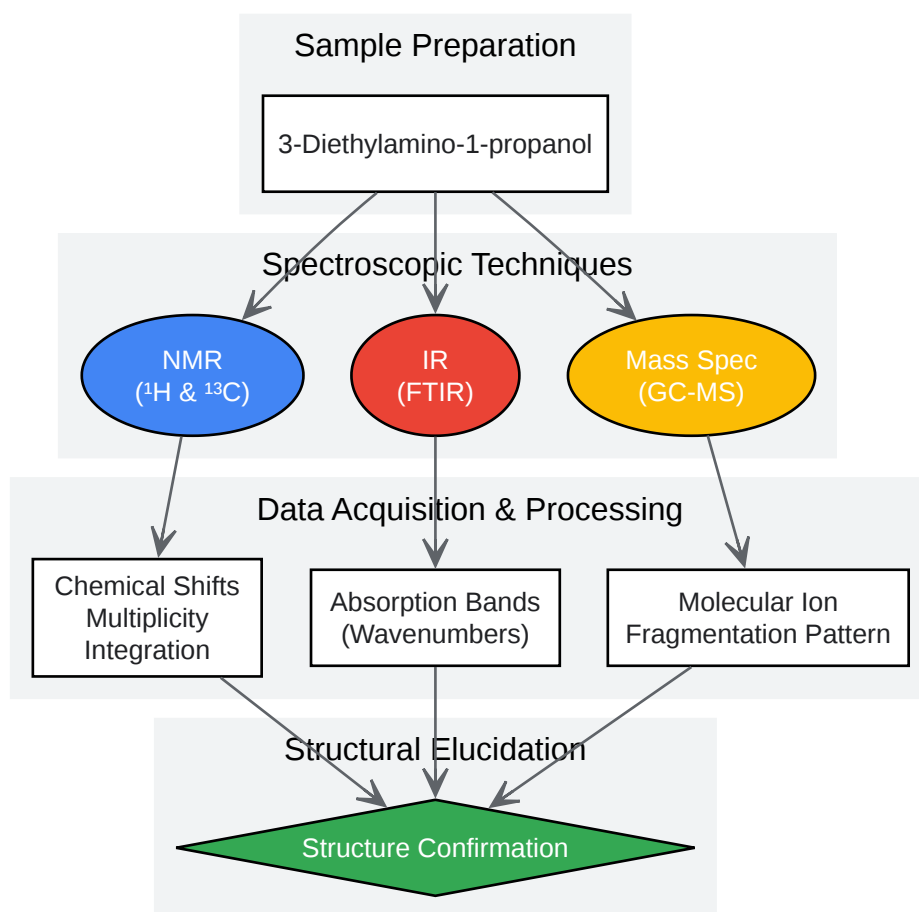 Sample Preparation
3-Diethylamino-1-propanol
Spectroscopic Techniques
NMR
(¹H & ¹³C)
IR
(FTIR)
Mass Spec
(GC-MS)
Data Acquisition & Processing
Chemical Shifts
Multiplicity
Integration
Absorption Bands
(Wavenumbers)
Molecular Ion
Fragmentation Pattern
Structural Elucidation
Structure Confirmation